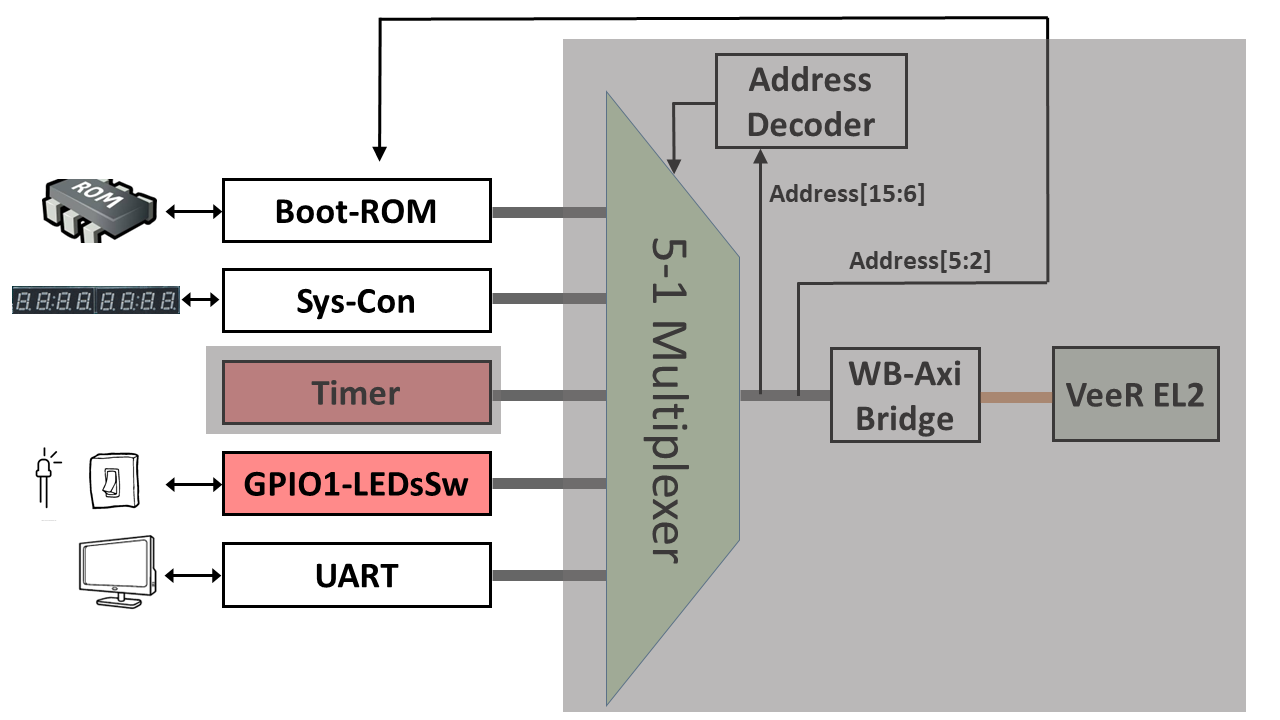 Address
Decoder
Address[15:6]
ROM
Boot-ROM
Address[5:2]
8.8:8.8. 8.8:8.8.
Sys-Con
5-1 Multiplexer
Timer
WB-Axi
Bridge
VeeR EL2
GPIO1-LEDsSw
UART